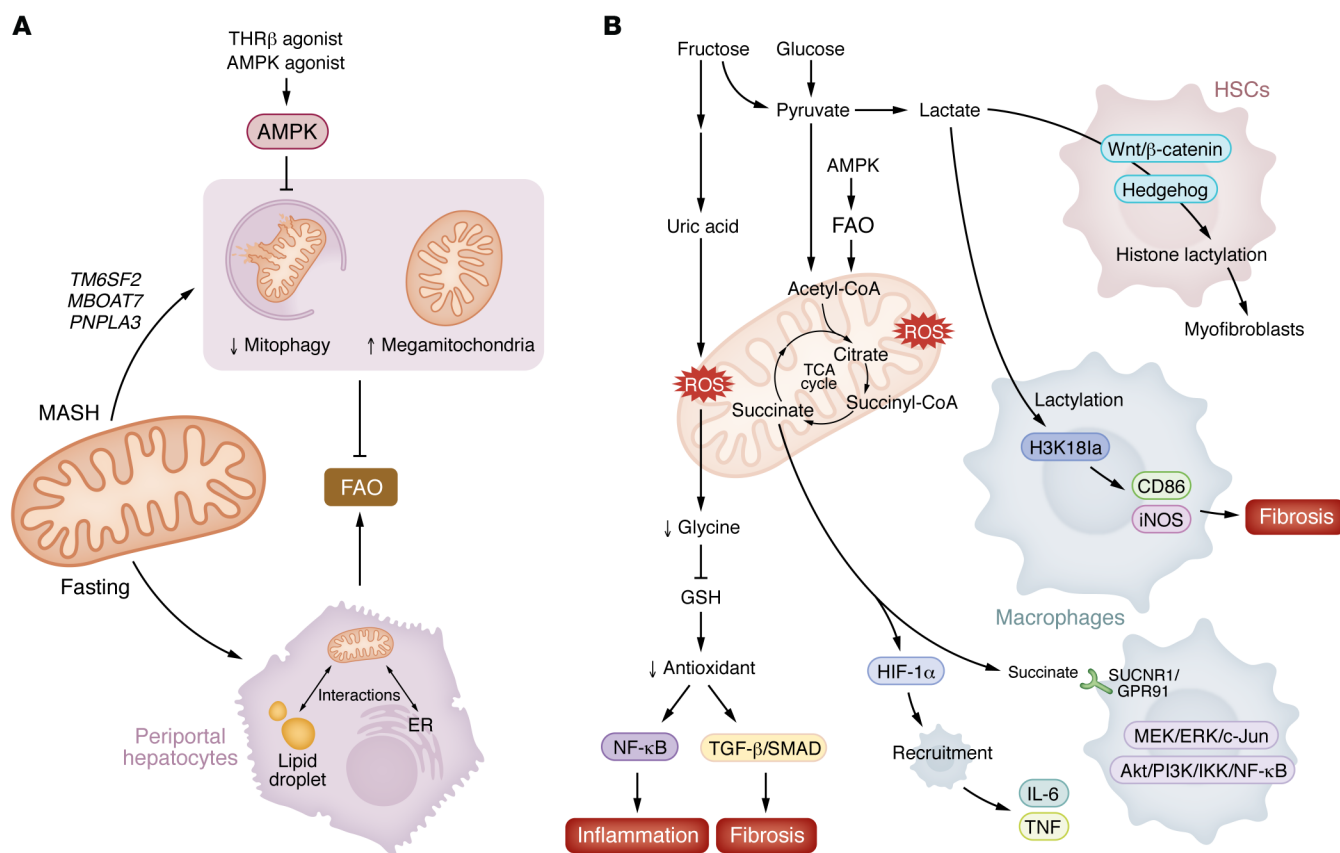 A
THRβ agonist
AMPK agonist
AMPK
↓ Mitophagy
↑ Megamitochondria
TM6SF2
MBOAT7
PNPLA3
MASH
Fasting
FAO
Periportal
hepatocytes
Interactions
Lipid
droplet
ER
B
Fructose
Glucose
Pyruvate
Lactate
AMPK
FAO
Uric acid
Acetyl-CoA
ROS
ROS
Citrate
TCA
cycle
Succinate
Succinyl-CoA
↓ Glycine
GSH
↓ Antioxidant
NF-κB
TGF-β/SMAD
Inflammation
Fibrosis
HSCs
Wnt/β-catenin
Hedgehog
Histone lactylation
Myofibroblasts
Lactylation
H3K18la
CD86
iNOS
Fibrosis
Macrophages
HIF-1α
Recruitment
IL-6
TNF
Succinate
SUCNR1/
GPR91
MEK/ERK/c-Jun
Akt/PI3K/IKK/NF-κB